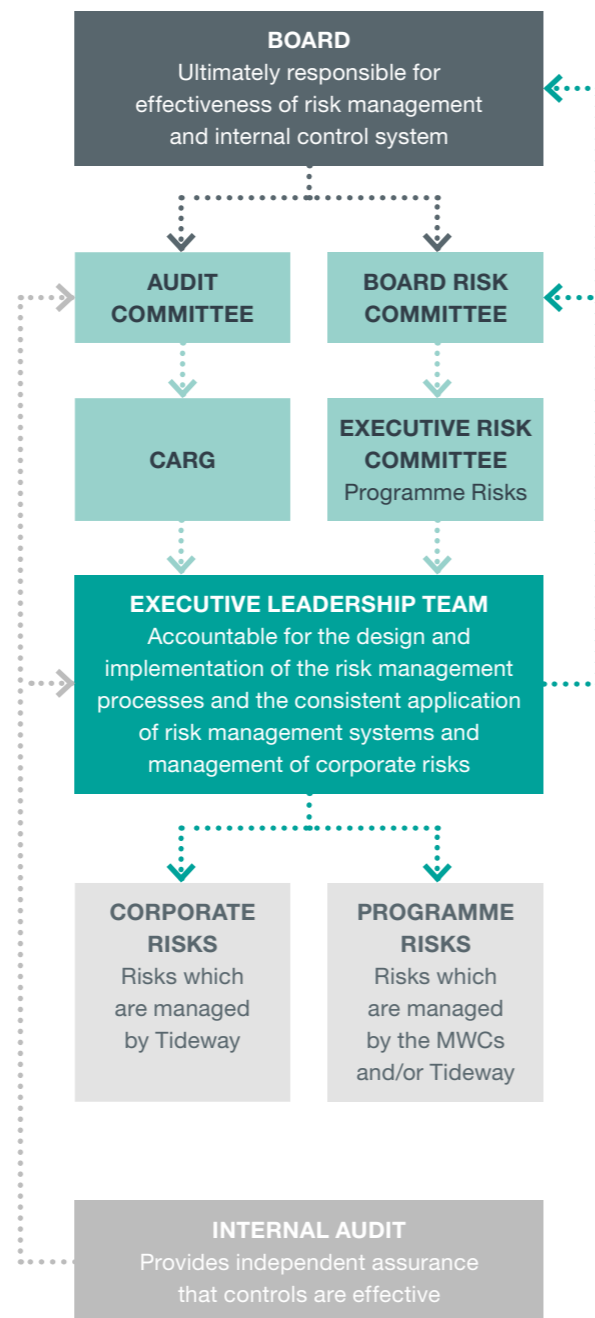 BOARD
Ultimately responsible for
effectiveness of risk management
and internal control system
AUDIT
COMMITTEE
BOARD RISK
COMMITTEE
CARG
EXECUTIVE RISK
COMMITTEE
Programme Risks
EXECUTIVE LEADERSHIP TEAM
Accountable for the design and
implementation of the risk management
processes and the consistent application
of risk management systems and
management of corporate risks
CORPORATE
RISKS
Risks which
are managed
by Tideway
PROGRAMME
RISKS
Risks which
are managed
by the MWCs
and/or Tideway
INTERNAL AUDIT
Provides independent assurance
that controls are effective